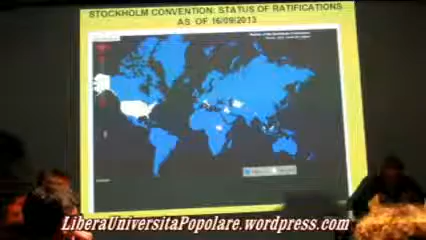 STOCKHOLM CONVENTION: STATUS OF RATIFICATIONS
AS OF 16/09/2013
LiberaUniversitaPopolare.wordpress.com